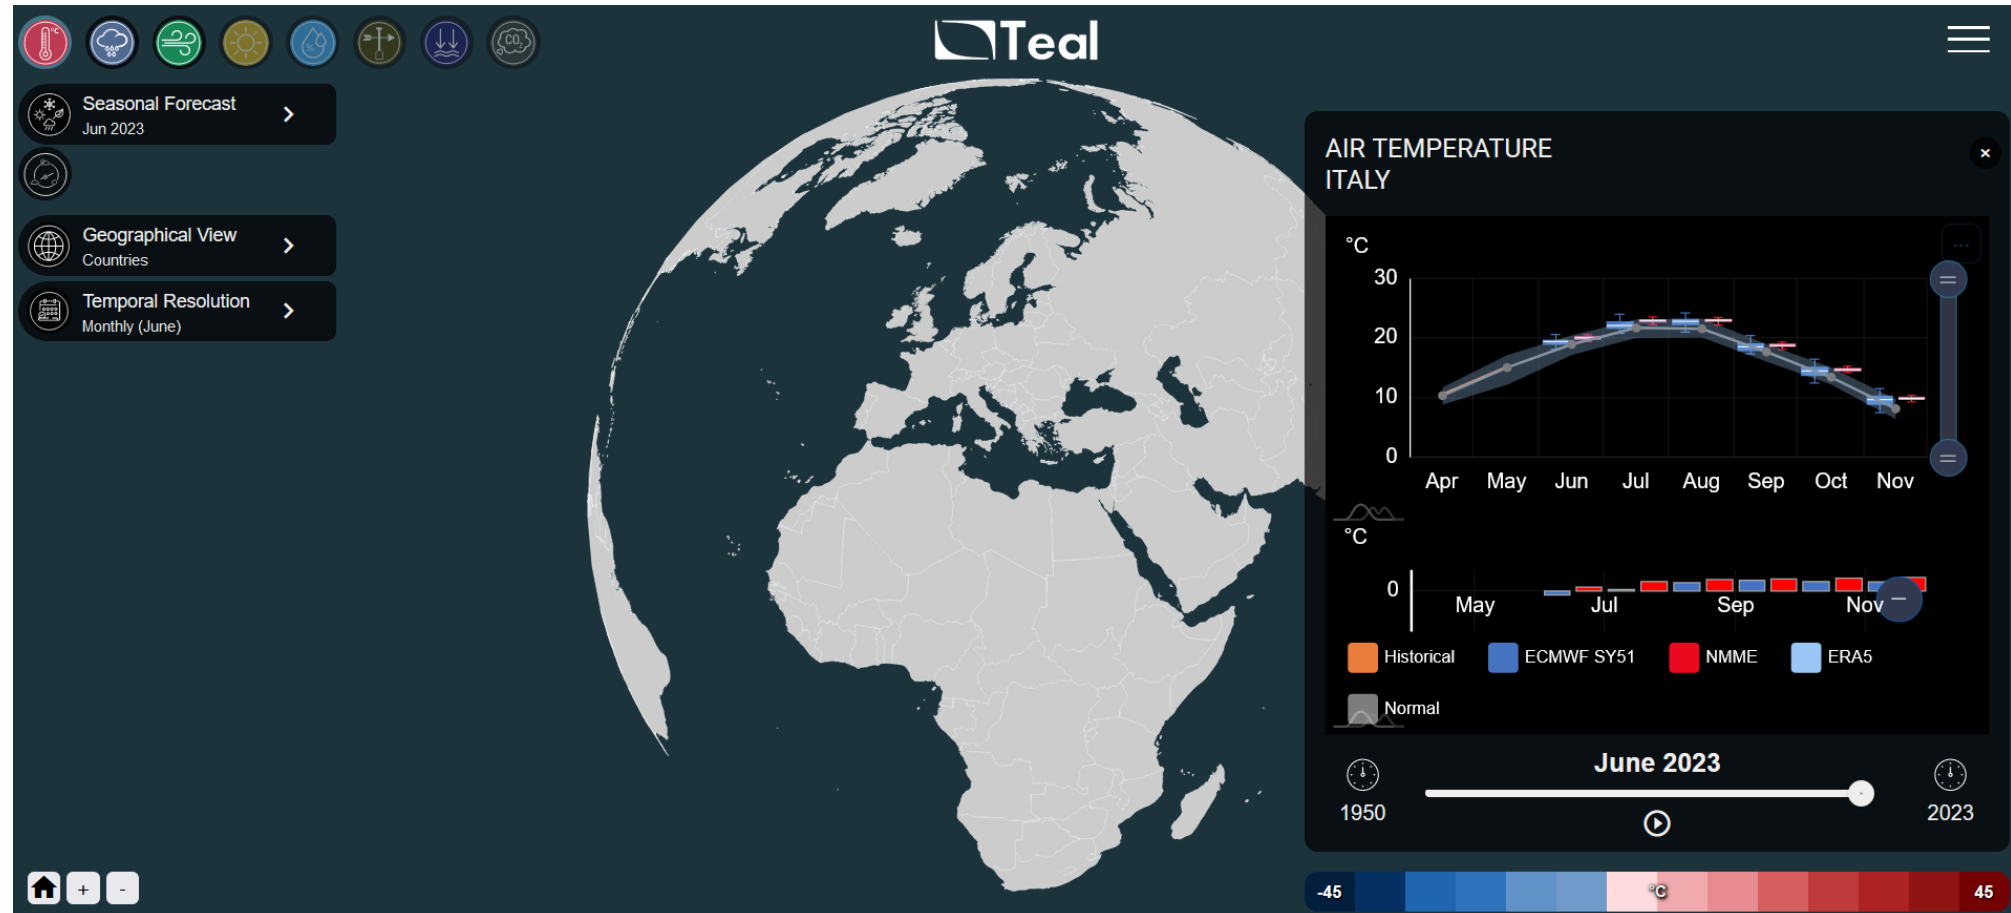 °C
%
CO₂
Teal
Seasonal Forecast
Jun 2023
Geographical View
Countries
Temporal Resolution
Monthly (June)
AIR TEMPERATURE
ITALY
×
...
°C
30
20
10
0
Apr May Jun Jul Aug Sep Oct Nov
°C
0
May Jul Sep Nov
Historical ECMWF SY51 NMME ERA5
Normal
June 2023
1950
2023
+ -
-45 °C 45